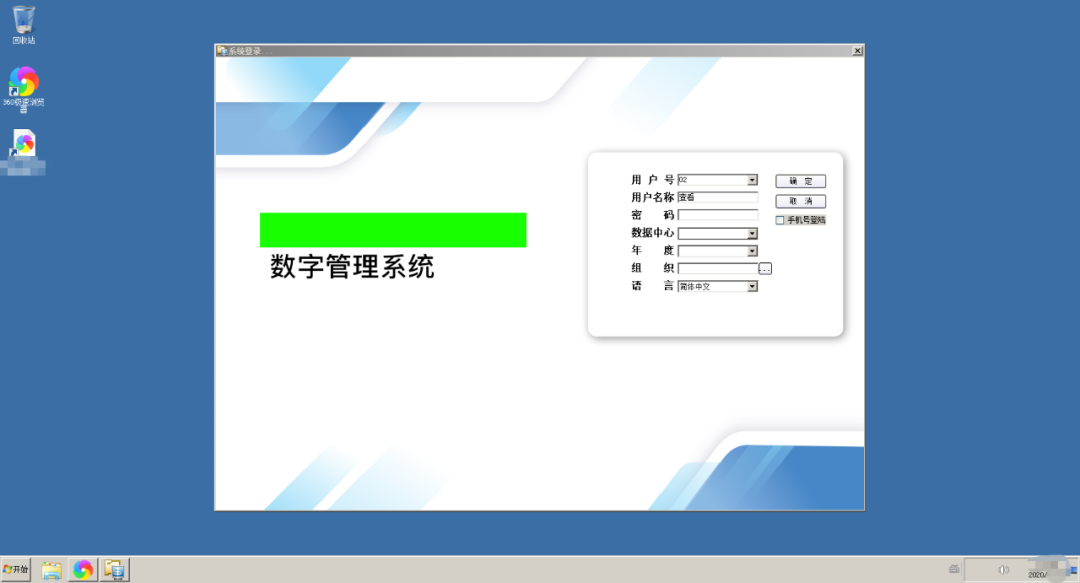 回收站
360极速浏览
器
系统登录...
数字管理系统
用 户 号 02
确 定
用户名称 查看
取 消
密 码
手机号登陆
数据中心
年 度
组 织 ...
语 言 简体中文
开始
2020/